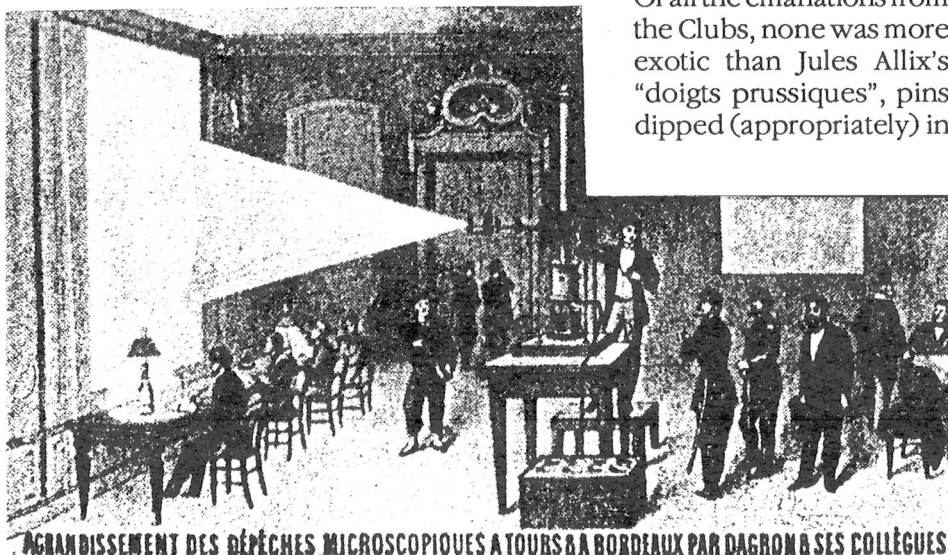 Of all the emanations from
the Clubs, none was more
exotic than Jules Allix's
“doigts prussiques”, pins
dipped (appropriately) in
AGRANDISSEMENT DES DÉPÊCHES MICROSCOPIQUES A TOURS & A BORDEAUX PAR DAGRON & SES COLLÈGUES